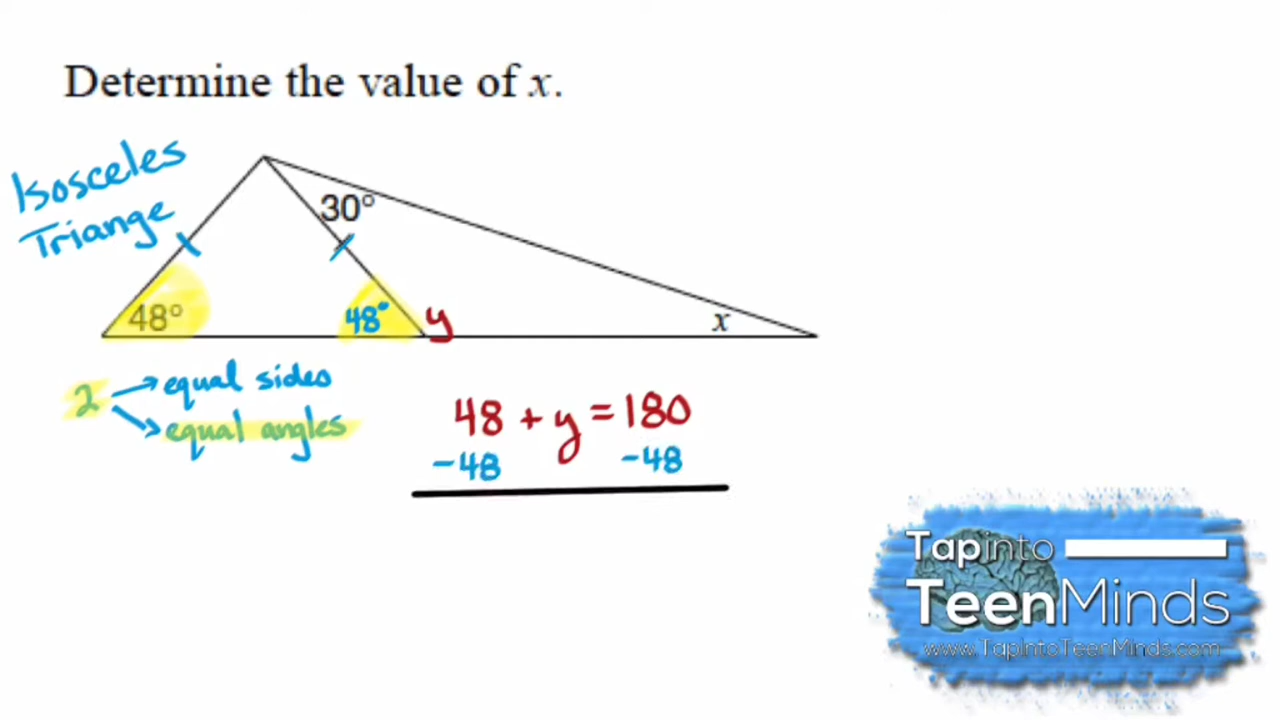 Determine the value of x.
Isosceles
Triange
30°
48°
48°
y
x
2
equal sides
equal angles
48 + y = 180
-48 -48
Tapinto
TeenMinds
www.TapIntoTeenMinds.com